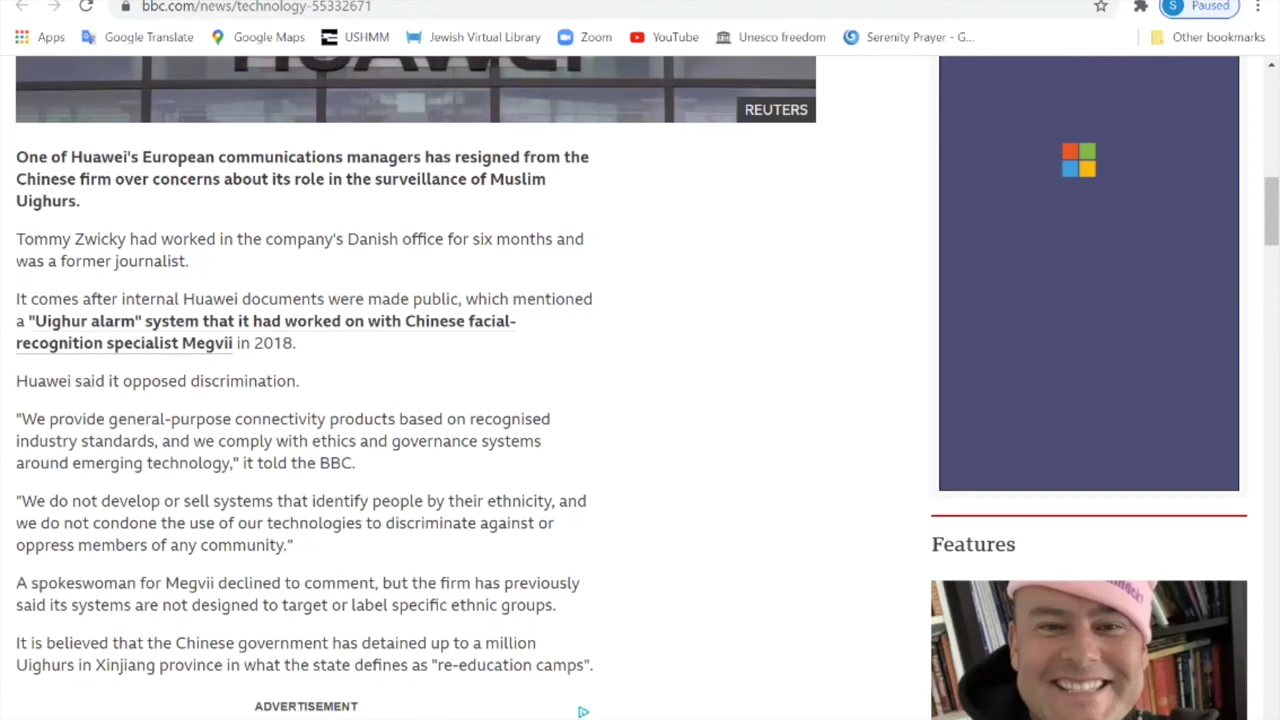 bbc.com/news/technology-55332671
S Paused
Apps Google Translate Google Maps USHMM Jewish Virtual Library Zoom YouTube Unesco freedom Serenity Prayer - G... Other bookmarks
HUAWEI
REUTERS
One of Huawei's European communications managers has resigned from the
Chinese firm over concerns about its role in the surveillance of Muslim
Uighurs.
Tommy Zwicky had worked in the company's Danish office for six months and
was a former journalist.
It comes after internal Huawei documents were made public, which mentioned
a "Uighur alarm" system that it had worked on with Chinese facial-
recognition specialist Megvii in 2018.
Huawei said it opposed discrimination.
"We provide general-purpose connectivity products based on recognised
industry standards, and we comply with ethics and governance systems
around emerging technology," it told the BBC.
"We do not develop or sell systems that identify people by their ethnicity, and
we do not condone the use of our technologies to discriminate against or
oppress members of any community."
A spokeswoman for Megvii declined to comment, but the firm has previously
said its systems are not designed to target or label specific ethnic groups.
It is believed that the Chinese government has detained up to a million
Uighurs in Xinjiang province in what the state defines as "re-education camps".
ADVERTISEMENT
Features